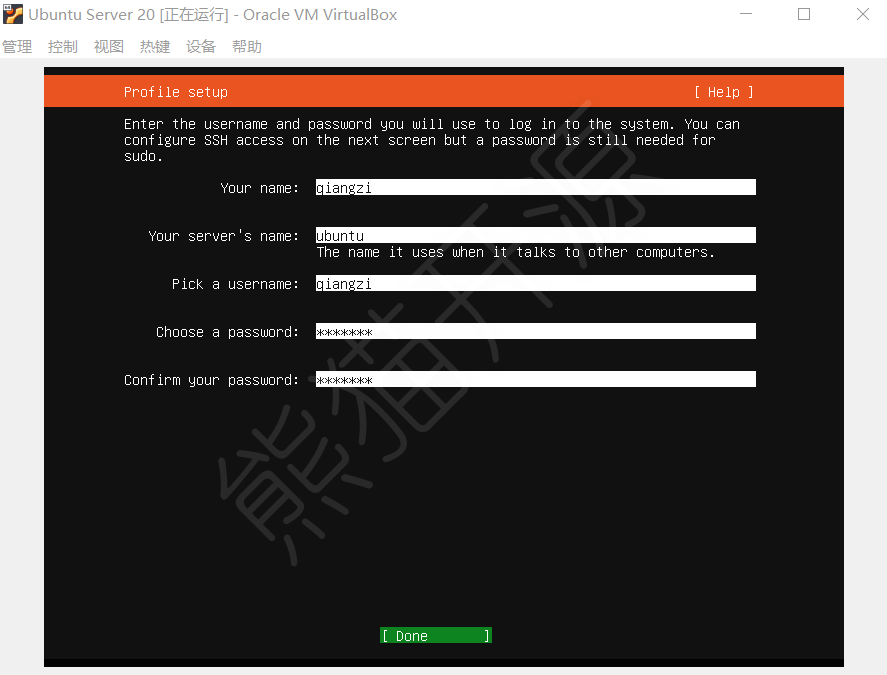 Ubuntu Server 20 [正在运行] - Oracle VM VirtualBox
管理 控制 视图 热键 设备 帮助
Profile setup [ Help ]
Enter the username and password you will use to log in to the system. You can
configure SSH access on the next screen but a password is still needed for
sudo.
Your name: qiangzi
Your server's name: ubuntu
The name it uses when it talks to other computers.
Pick a username: qiangzi
Choose a password: *******
Confirm your password: *******
熊猫开源
[ Done ]